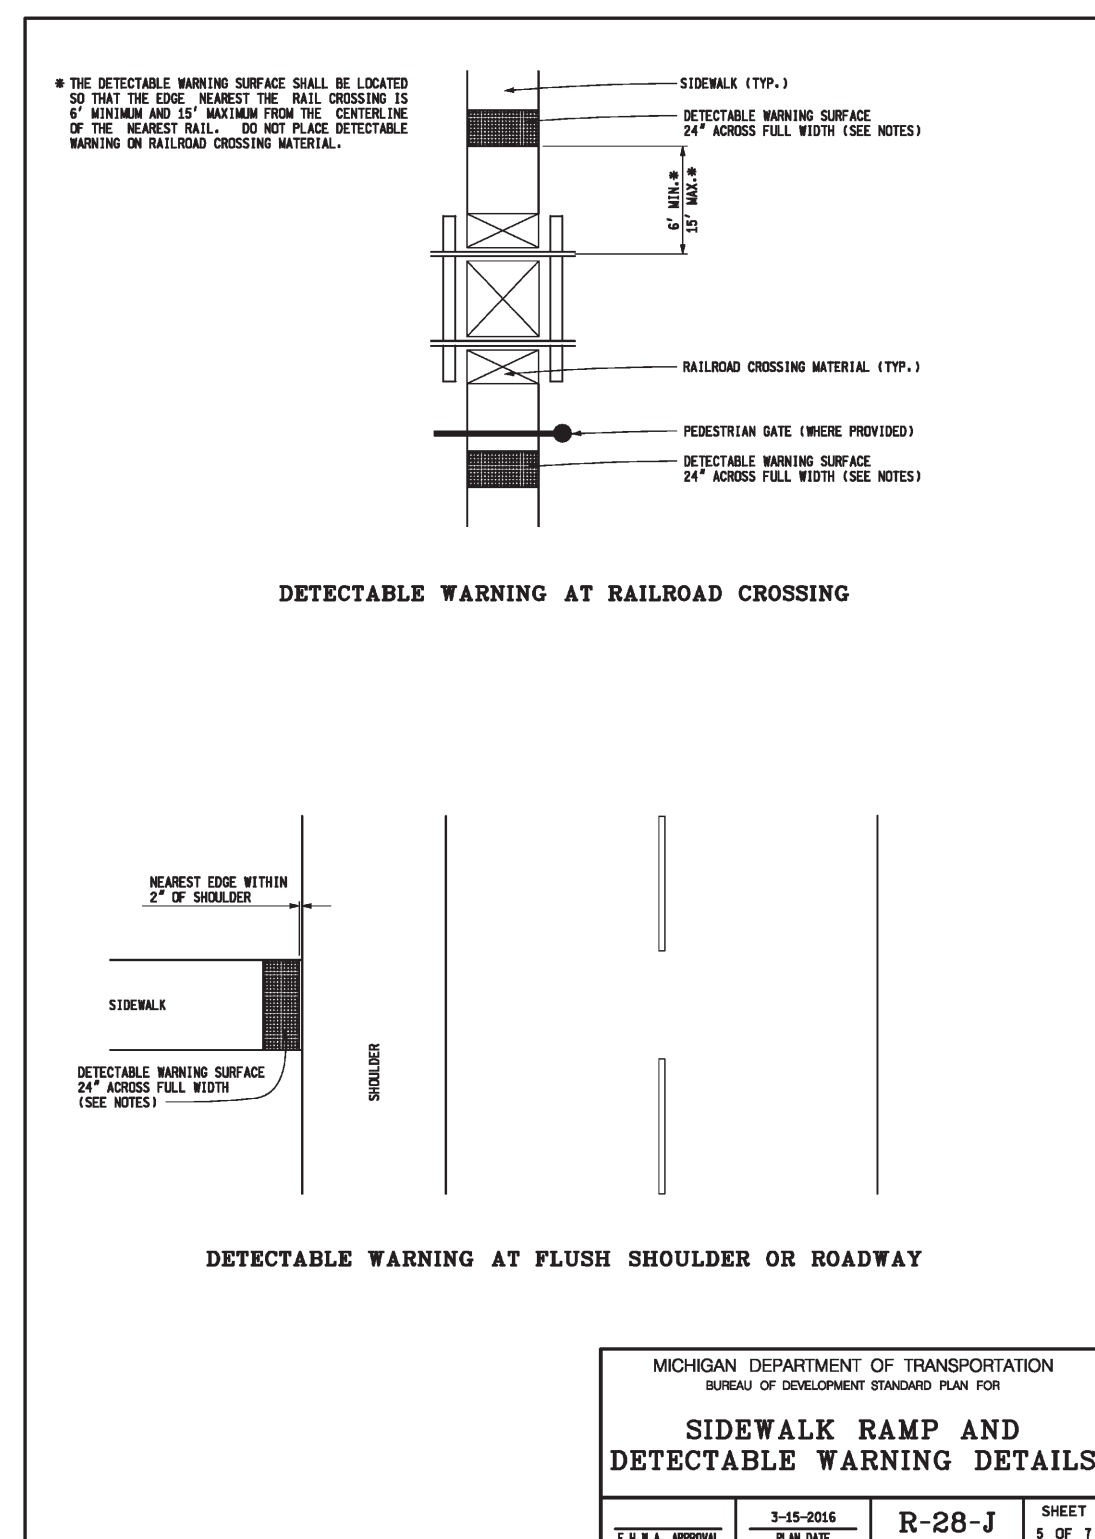 * THE DETECTABLE WARNING SURFACE SHALL BE LOCATED
SO THAT THE EDGE NEAREST THE RAIL CROSSING IS
6' MINIMUM AND 15' MAXIMUM FROM THE CENTERLINE
OF THE NEAREST RAIL. DO NOT PLACE DETECTABLE
WARNING ON RAILROAD CROSSING MATERIAL.
SIDEWALK (TYP.)
DETECTABLE WARNING SURFACE
24" ACROSS FULL WIDTH (SEE NOTES)
6' MIN.*
15' MAX.*
RAILROAD CROSSING MATERIAL (TYP.)
PEDESTRIAN GATE (WHERE PROVIDED)
DETECTABLE WARNING SURFACE
24" ACROSS FULL WIDTH (SEE NOTES)
DETECTABLE WARNING AT RAILROAD CROSSING
NEAREST EDGE WITHIN
2" OF SHOULDER
SIDEWALK
DETECTABLE WARNING SURFACE
24" ACROSS FULL WIDTH
(SEE NOTES)
SHOULDER
DETECTABLE WARNING AT FLUSH SHOULDER OR ROADWAY
MICHIGAN DEPARTMENT OF TRANSPORTATION
BUREAU OF DEVELOPMENT STANDARD PLAN FOR
SIDEWALK RAMP AND
DETECTABLE WARNING DETAILS
F.H.W.A. APPROVAL
3-15-2016
PLAN DATE
R-28-J
SHEET
5 OF 7